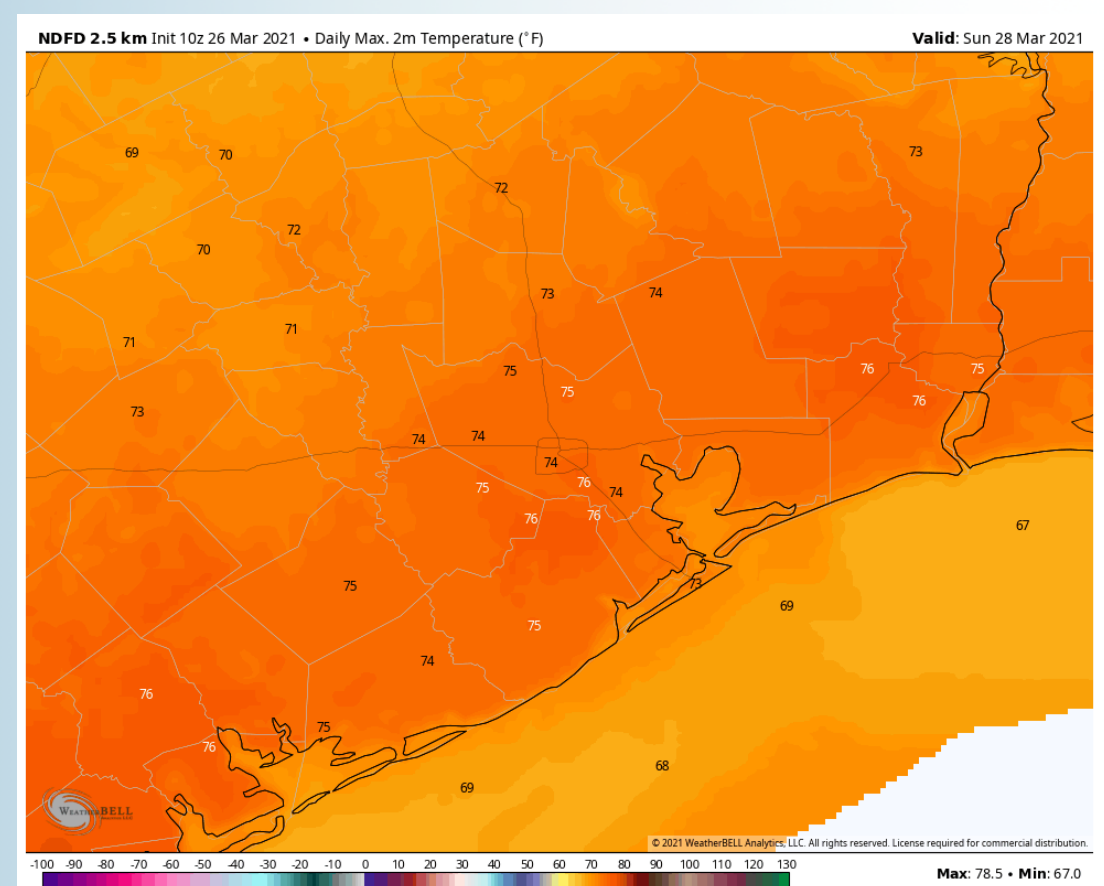 NDFD 2.5 km Init 10z 26 Mar 2021 • Daily Max. 2m Temperature (°F) Valid: Sun 28 Mar 2021
69 70 73
72
70 72
73 74
71 71
75 75 76 75
73 76
74 74
74
75 76 74
76 76 67
75 73 69
75
74
76
75
76
69 68
WEATHERBELL
© 2021 WeatherBELL Analytics, LLC. All rights reserved. License required for commercial distribution.
-100 -90 -80 -70 -60 -50 -40 -30 -20 -10 0 10 20 30 40 50 60 70 80 90 100 110 120 130
Max: 78.5 • Min: 67.0